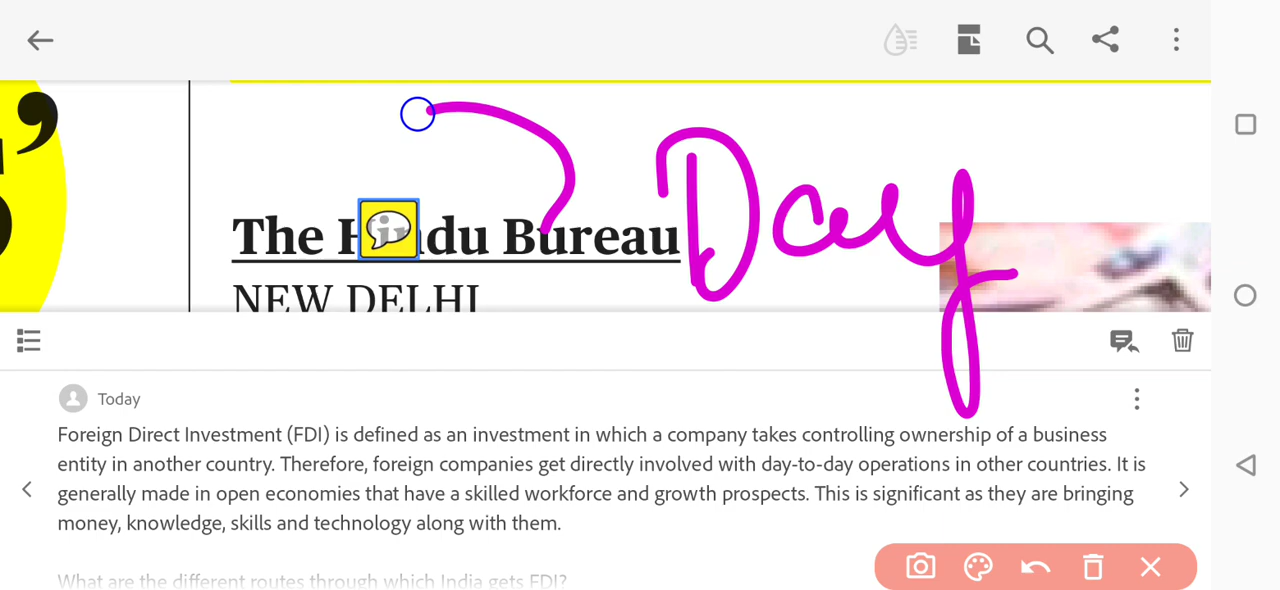 Day
The Hindu Bureau
NEW DELHI
Today
Foreign Direct Investment (FDI) is defined as an investment in which a company takes controlling ownership of a business
entity in another country. Therefore, foreign companies get directly involved with day-to-day operations in other countries. It is
generally made in open economies that have a skilled workforce and growth prospects. This is significant as they are bringing
money, knowledge, skills and technology along with them.
What are the different routes through which India gets FDI?